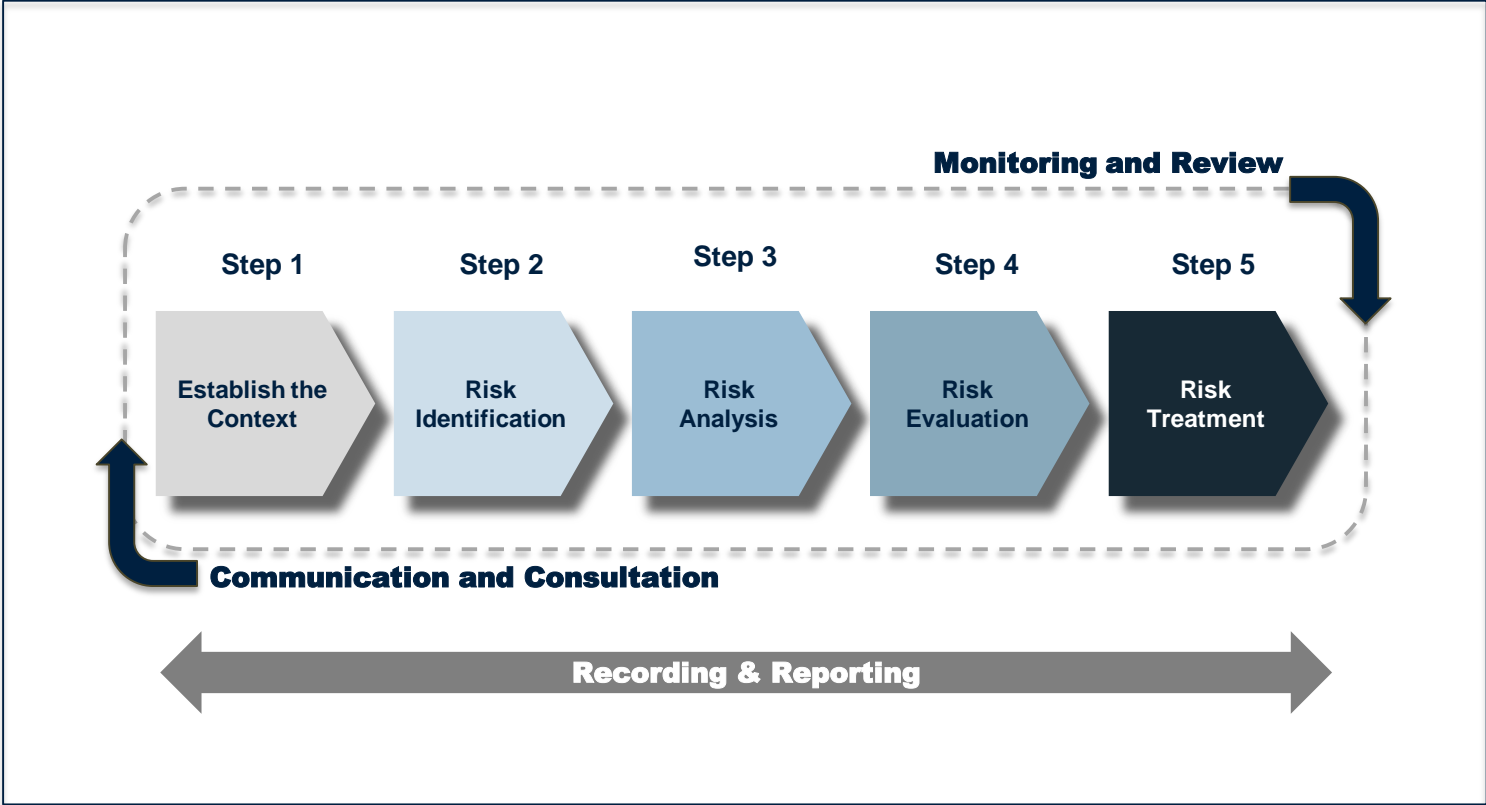 Monitoring and Review
Step 1
Step 2
Step 3
Step 4
Step 5
Establish the
Context
Risk
Identification
Risk
Analysis
Risk
Evaluation
Risk
Treatment
Communication and Consultation
Recording & Reporting